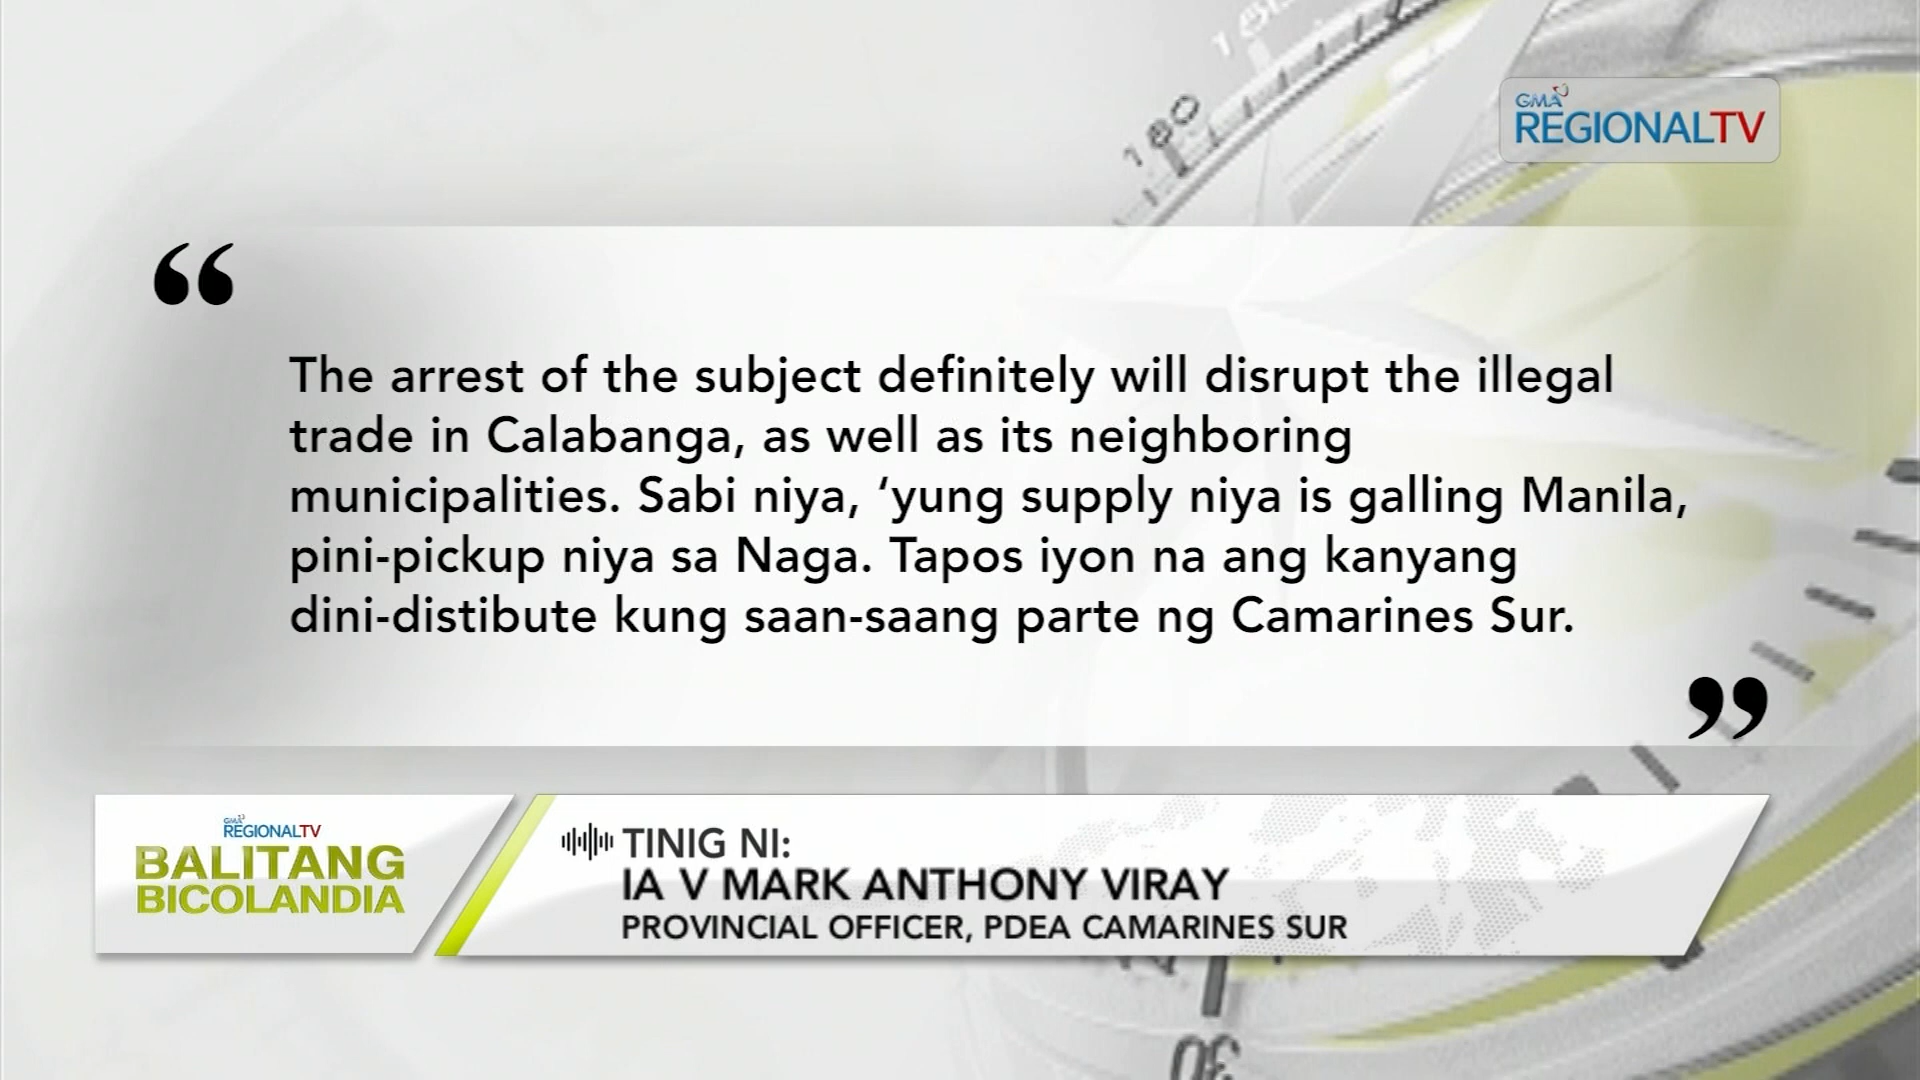 GMA
REGIONALTV
180
“
The arrest of the subject definitely will disrupt the illegal
trade in Calabanga, as well as its neighboring
municipalities. Sabi niya, ‘yung supply niya is galling Manila,
pini-pickup niya sa Naga. Tapos iyon na ang kanyang
dini-distibute kung saan-saang parte ng Camarines Sur.
”
GMA
REGIONALTV
BALITANG
BICOLANDIA
TINIG NI:
IA V MARK ANTHONY VIRAY
PROVINCIAL OFFICER, PDEA CAMARINES SUR
30